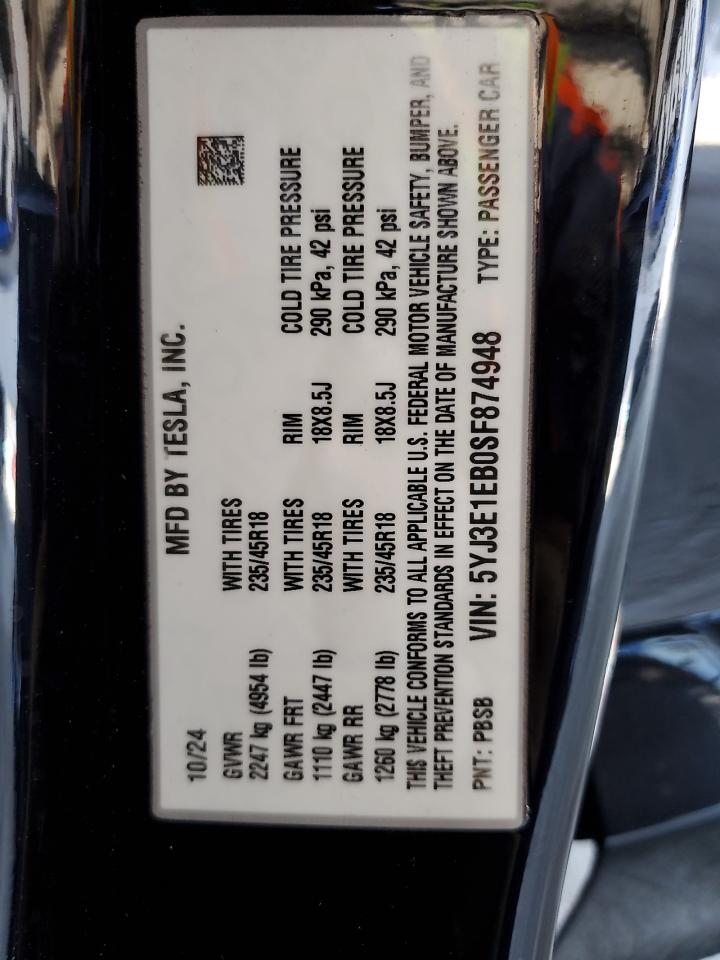 MFD BY TESLA, INC.
10/24
GVWR WITH TIRES
2247 kg (4954 lb) 235/45R18
GAWR FRT WITH TIRES RIM COLD TIRE PRESSURE
1110 kg (2447 lb) 235/45R18 18X8.5J 290 kPa, 42 psi
GAWR RR WITH TIRES RIM COLD TIRE PRESSURE
1260 kg (2778 lb) 235/45R18 18X8.5J 290 kPa, 42 psi
THIS VEHICLE CONFORMS TO ALL APPLICABLE U.S. FEDERAL MOTOR VEHICLE SAFETY, BUMPER, AND
THEFT PREVENTION STANDARDS IN EFFECT ON THE DATE OF MANUFACTURE SHOWN ABOVE.
PNT: PBSB VIN: 5YJ3E1EB0SF874948 TYPE: PASSENGER CAR